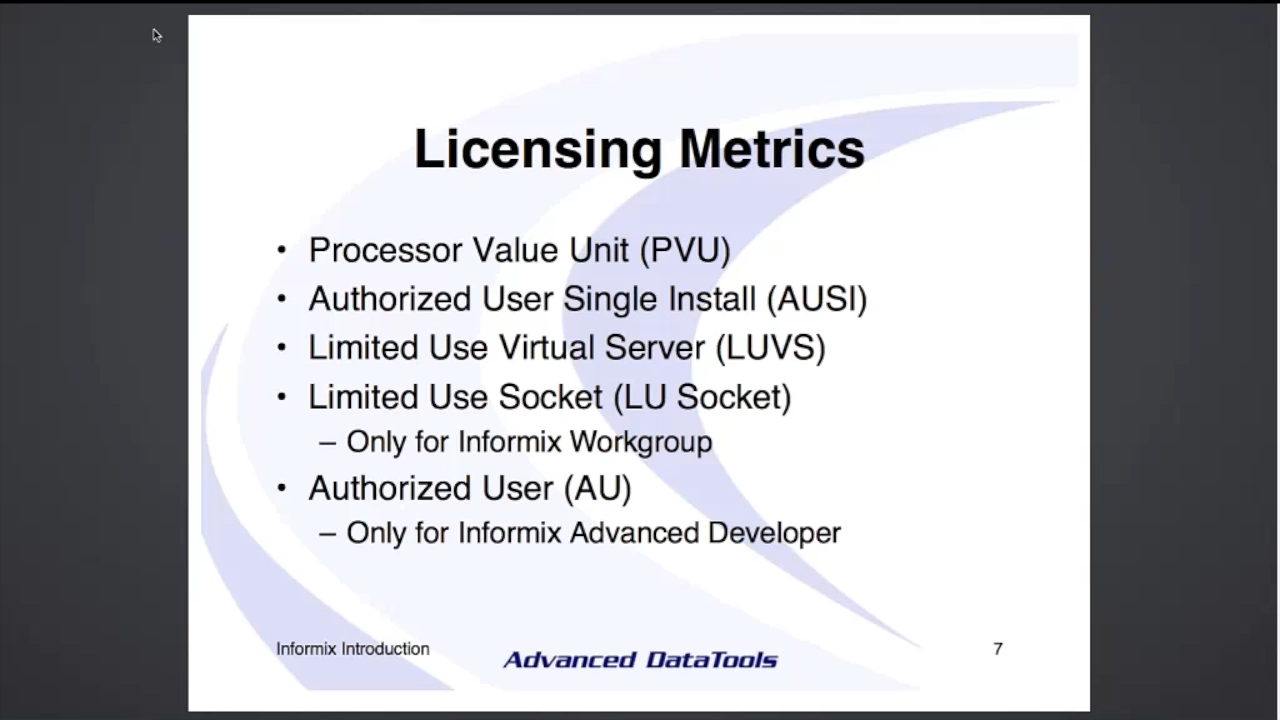 Licensing Metrics
• Processor Value Unit (PVU)
• Authorized User Single Install (AUSI)
• Limited Use Virtual Server (LUVS)
• Limited Use Socket (LU Socket)
– Only for Informix Workgroup
• Authorized User (AU)
– Only for Informix Advanced Developer
Informix Introduction
Advanced DataTools
7